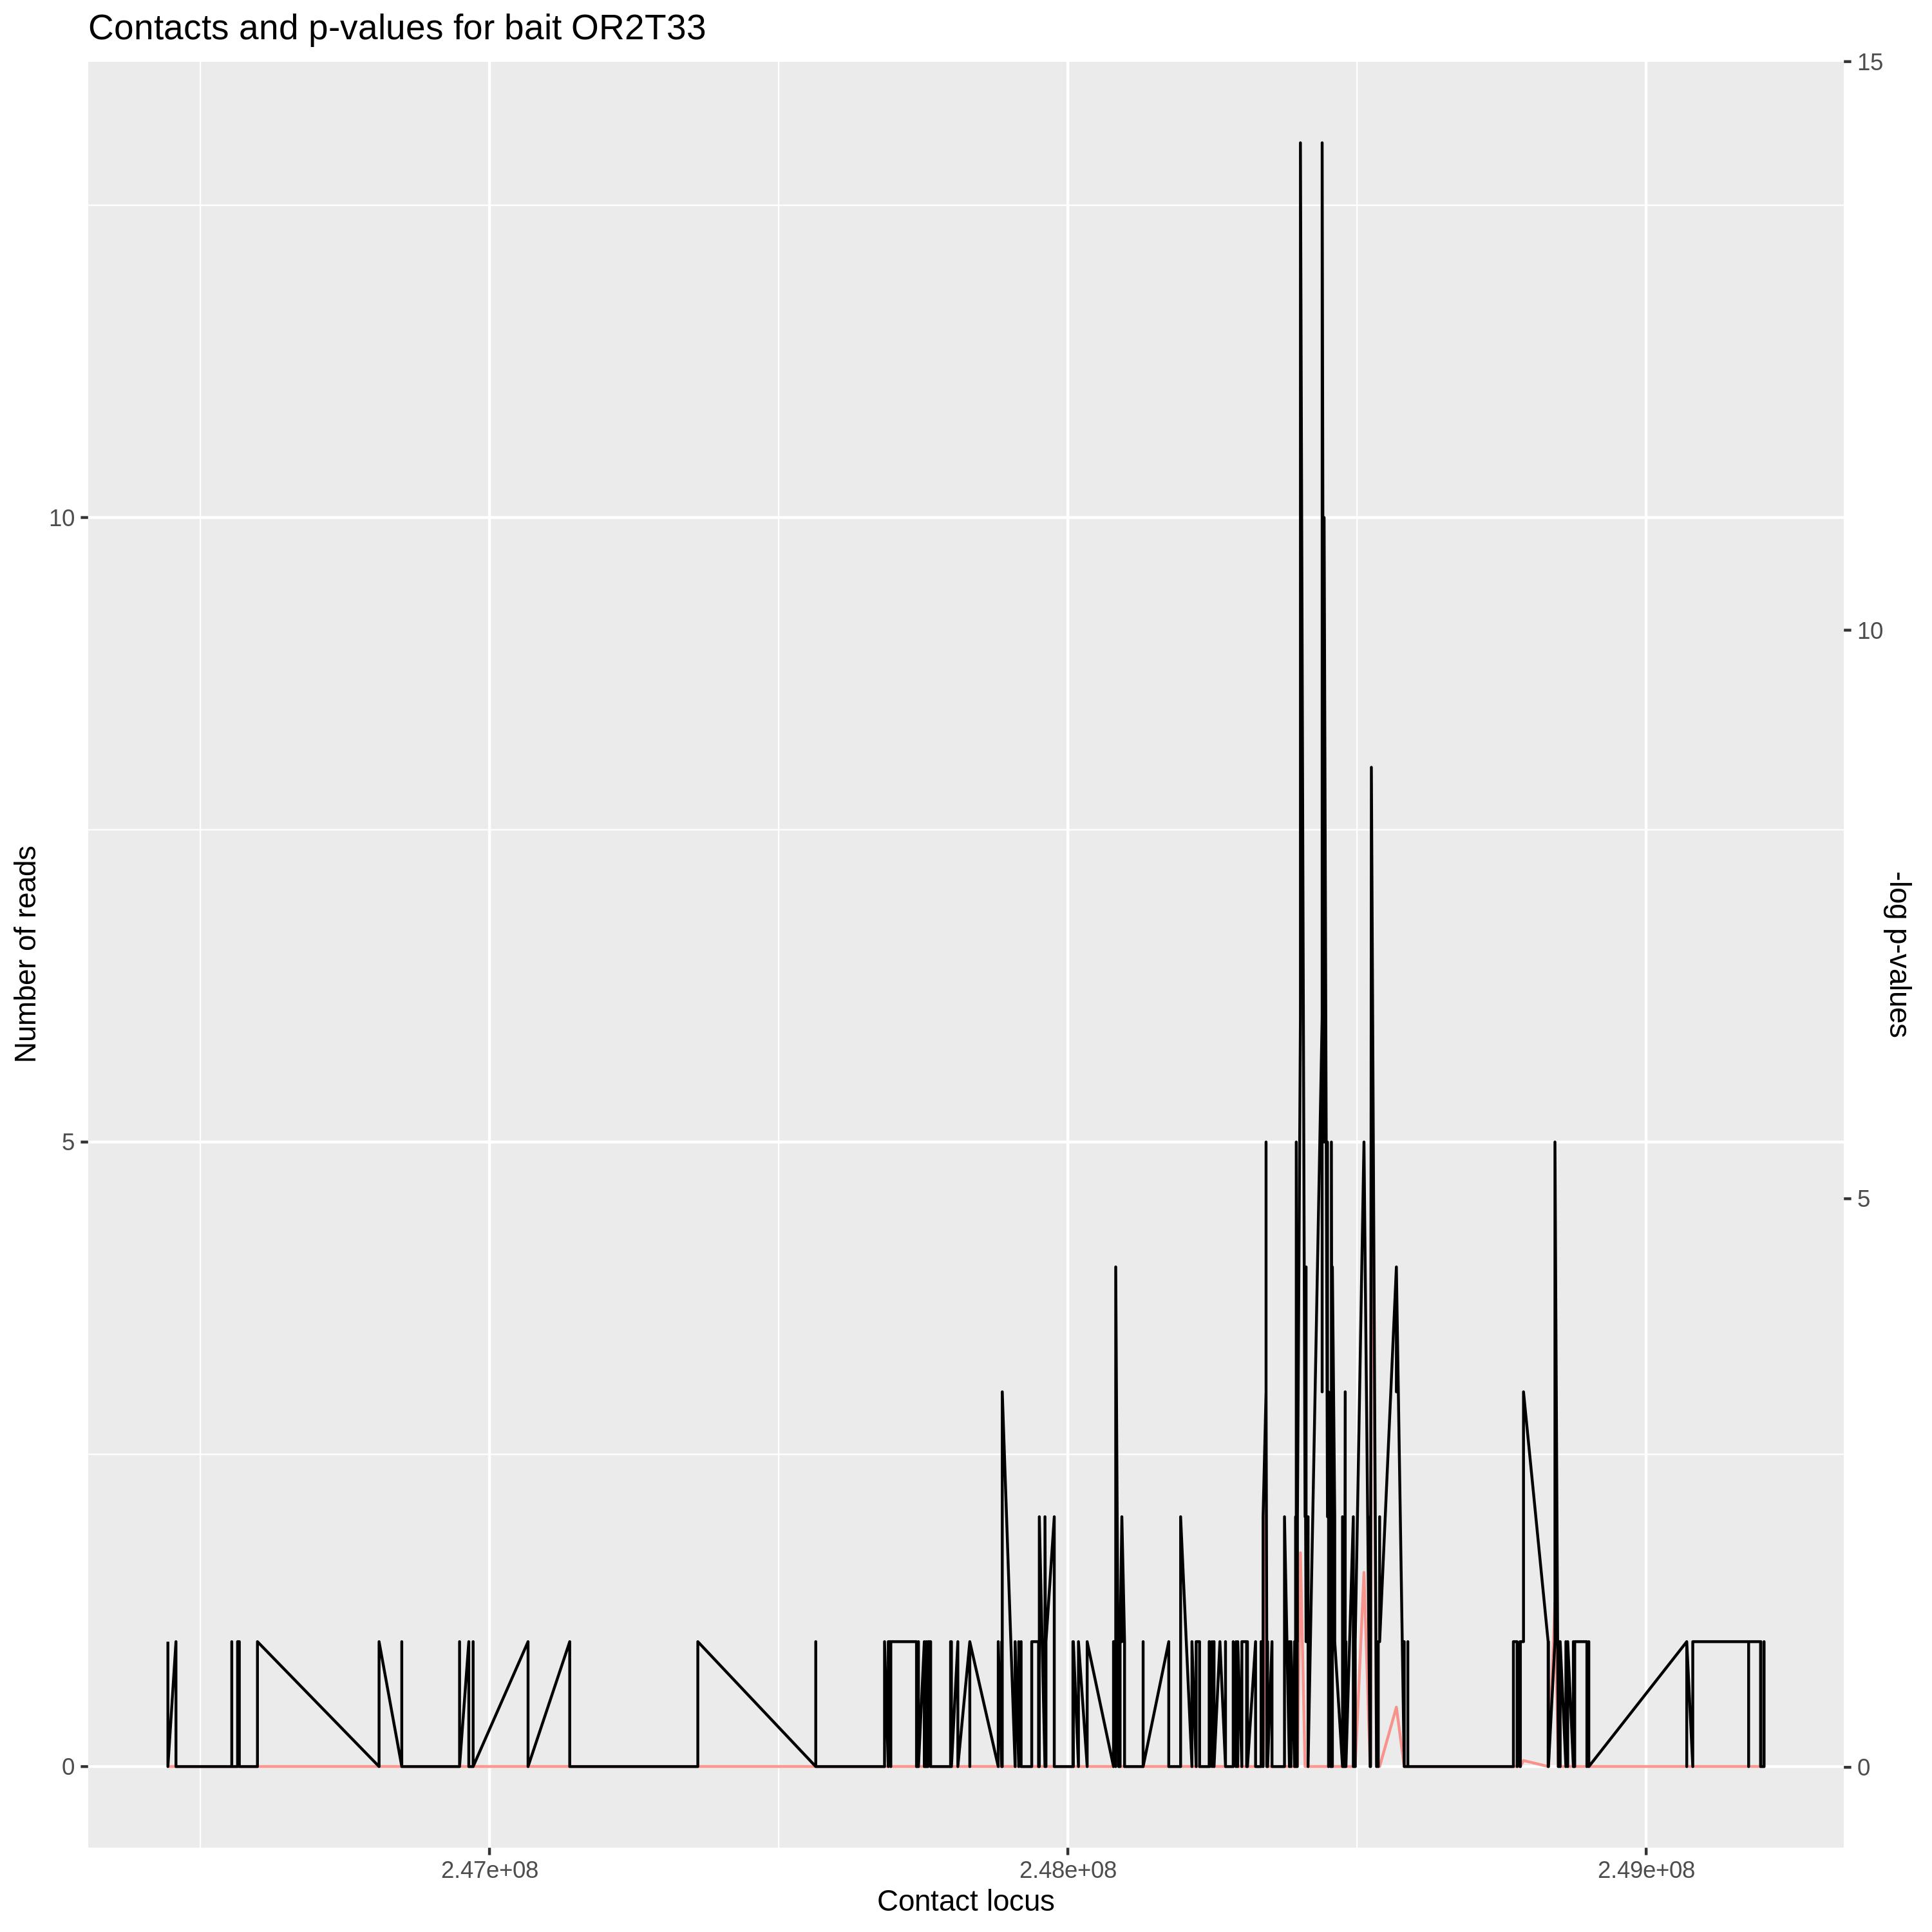 Contacts and p-values for bait OR2T33
15
10
10
5
5
0
0
Number of reads
-log p-values
2.47e+08
2.48e+08
2.49e+08
Contact locus